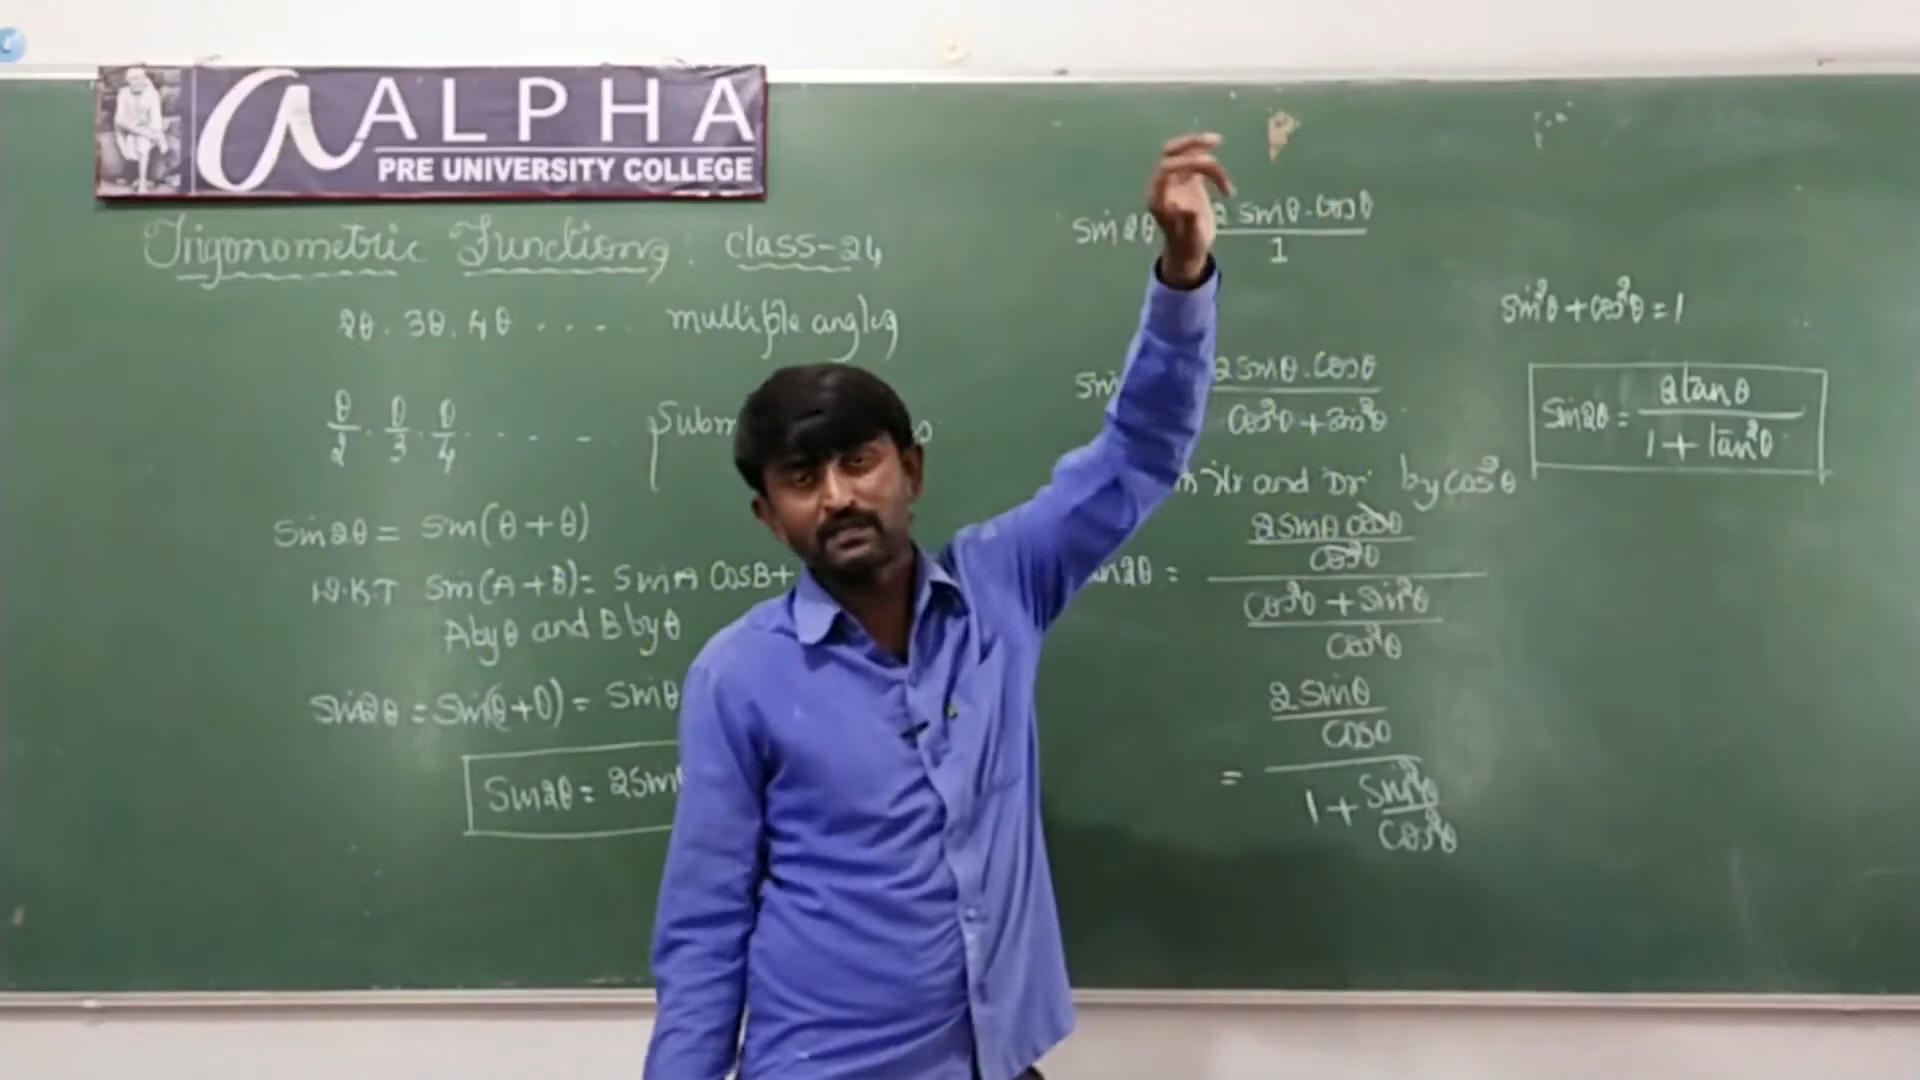 ALPHA
PRE UNIVERSITY COLLEGE
Trigonometric Functions. class-24
2θ. 3θ. 4θ .... multiple angles
θ/2 . θ/3 . θ/4 . . . - .
Sin2θ = Sin(θ+θ)
W.K.T Sin(A+B) = SinA CosB+
A by θ and B by θ
Sin2θ = Sin(θ+θ) = Sinθ
Sin2θ = 2Sin
Sin2θ 2Sinθ.Cosθ/1
Sin 2Sinθ.Cosθ/Cos²θ+Sin²θ
Nr and Dr by Cos²θ
2θ = (2Sinθ Cosθ/Cos²θ)/(Cos²θ + Sin²θ/Cos²θ)
= (2Sinθ/Cosθ)/(1 + Sin²θ/Cos²θ)
Sin²θ + Cos²θ = 1
Sin2θ = 2tanθ/1 + tan²θ